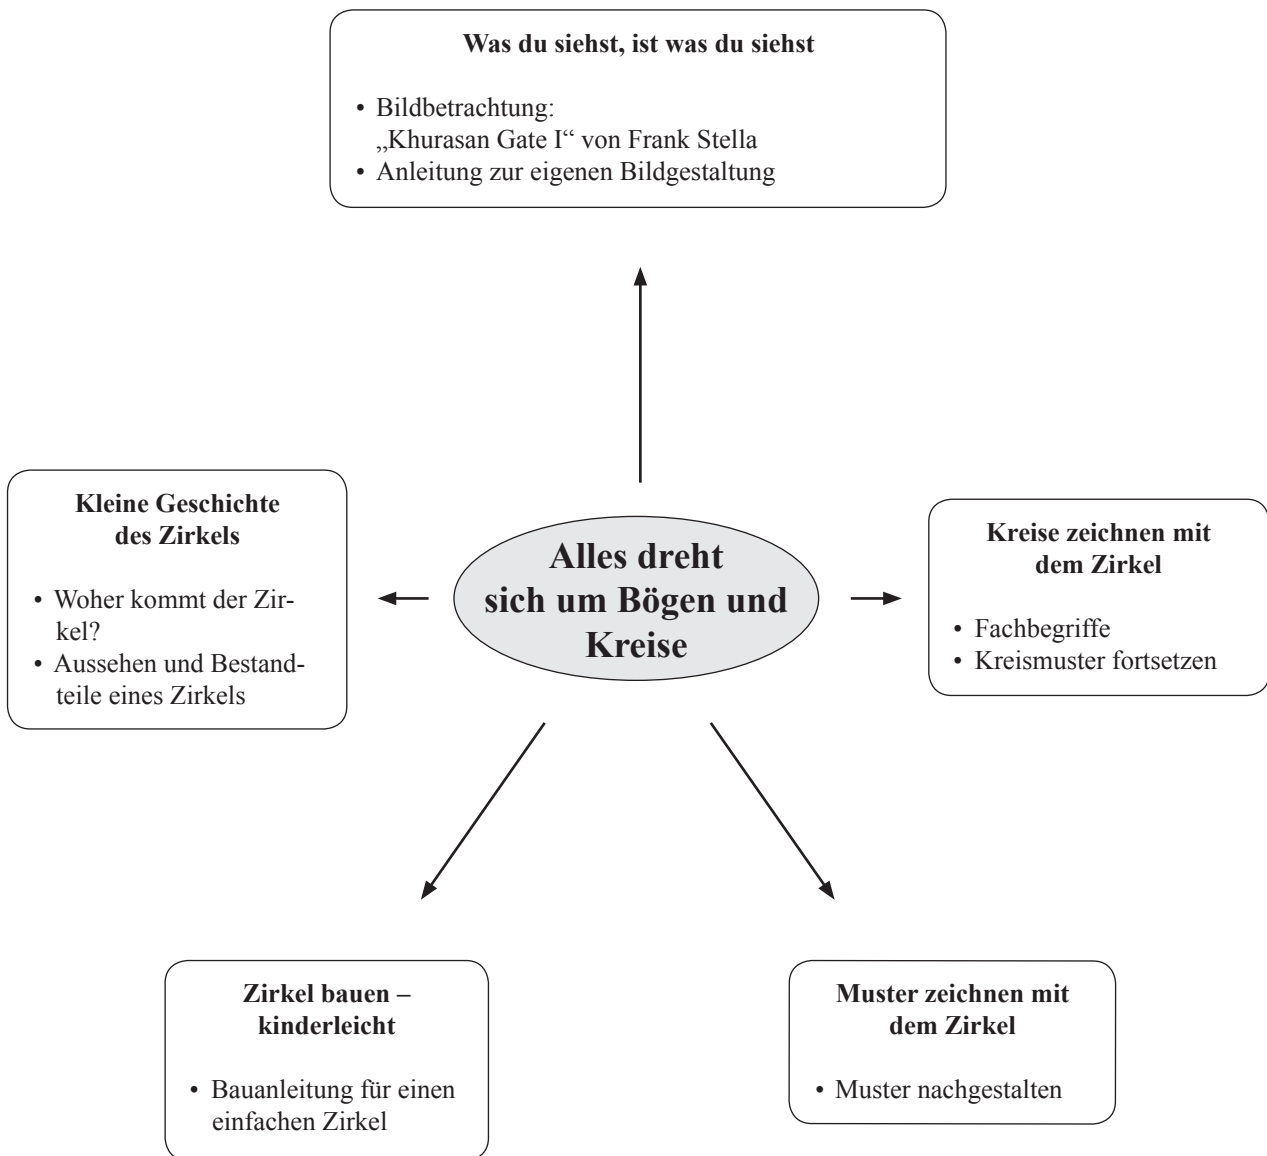 Was du siehst, ist was du siehst
• Bildbetrachtung:
„Khurasan Gate I“ von Frank Stella
• Anleitung zur eigenen Bildgestaltung
Kleine Geschichte
des Zirkels
• Woher kommt der Zir-
kel?
• Aussehen und Bestand-
teile eines Zirkels
Alles dreht
sich um Bögen und
Kreise
Kreise zeichnen mit
dem Zirkel
• Fachbegriffe
• Kreismuster fortsetzen
Zirkel bauen –
kinderleicht
• Bauanleitung für einen
einfachen Zirkel
Muster zeichnen mit
dem Zirkel
• Muster nachgestalten